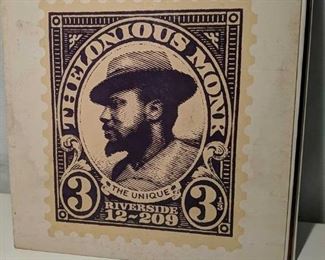 THELONIOUS MONK
THE UNIQUE
3
3
RIVERSIDE
12-209